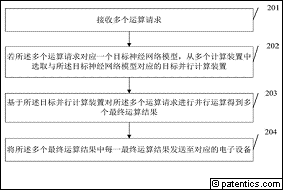 接收多个运算请求
201
若所述多个运算请求对应一个目标神经网络模型，从多个计算装置中
选取与所述目标神经网络模型对应的目标并行计算装置
202
基于所述目标并行计算装置对所述多个运算请求进行并行运算得到多
个最终运算结果
203
将所述多个最终运算结果中每一最终运算结果发送至对应的电子设备
204
© patentics.com